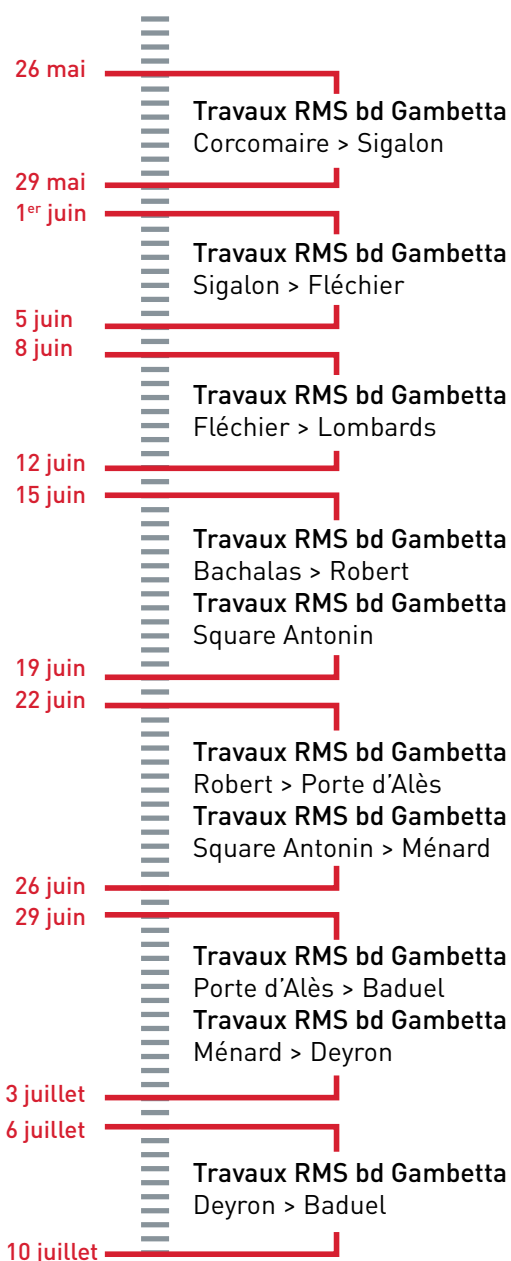 26 mai
Travaux RMS bd Gambetta
Corcomaire > Sigalon
29 mai
1er juin
Travaux RMS bd Gambetta
Sigalon > Fléchier
5 juin
8 juin
Travaux RMS bd Gambetta
Fléchier > Lombards
12 juin
15 juin
Travaux RMS bd Gambetta
Bachalas > Robert
Travaux RMS bd Gambetta
Square Antonin
19 juin
22 juin
Travaux RMS bd Gambetta
Robert > Porte d'Alès
Travaux RMS bd Gambetta
Square Antonin > Ménard
26 juin
29 juin
Travaux RMS bd Gambetta
Porte d'Alès > Baduel
Travaux RMS bd Gambetta
Ménard > Deyron
3 juillet
6 juillet
Travaux RMS bd Gambetta
Deyron > Baduel
10 juillet